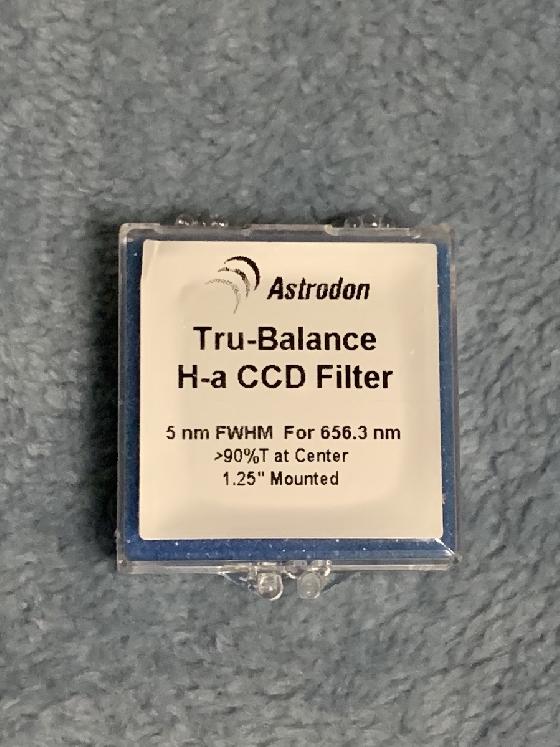 Astrodon
Tru-Balance
H-a CCD Filter
5 nm FWHM For 656.3 nm
>90%T at Center
1.25" Mounted